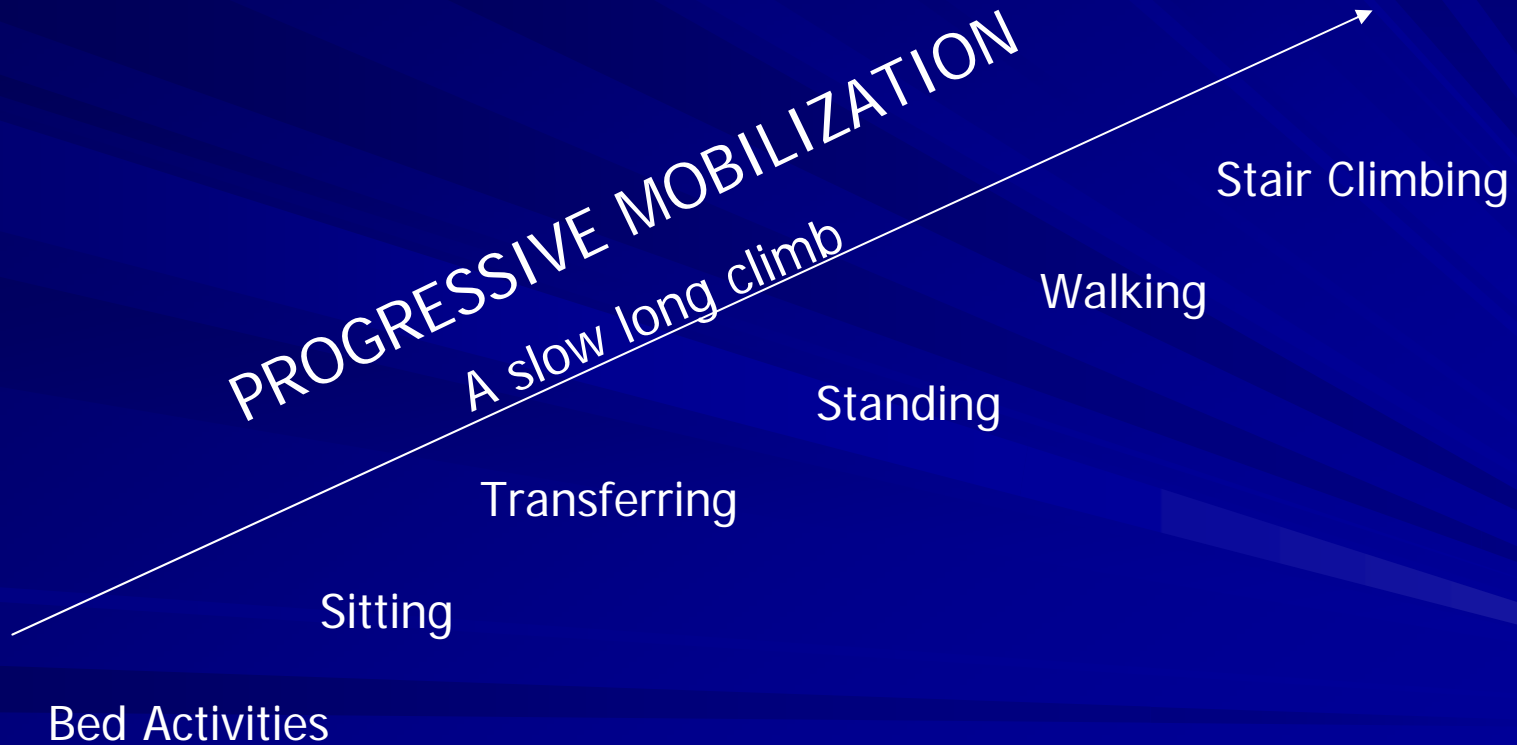 PROGRESSIVE MOBILIZATION
A slow long climb
Stair Climbing
Walking
Standing
Transferring
Sitting
Bed Activities